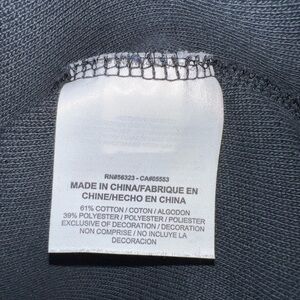 RN#56323 - CA#05553
MADE IN CHINA/FABRIQUE EN
CHINE/HECHO EN CHINA
61% COTTON / COTON / ALGODON
39% POLYESTER / POLYESTER / POLIESTER
EXCLUSIVE OF DECORATION / DECORATION
NON COMPRISE / NO INCLUYE LA
DECORACION